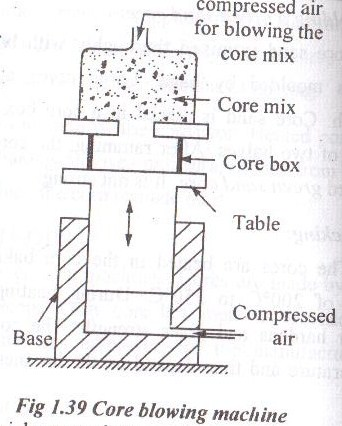 compressed air
for blowing the
core mix
Core mix
Core box
Table
Compressed
air
Base
Fig 1.39 Core blowing machine